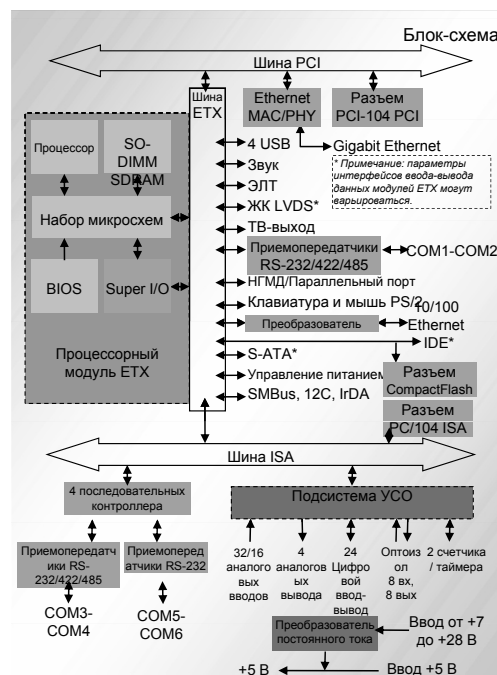 Блок-схема
Шина PCI
Шина
ETX
Ethernet
MAC/PHY
Разъем
PCI-104 PCI
Gigabit Ethernet
* Примечание: параметры
интерфейсов ввода-вывода
данных модулей ETX могут
варьироваться.
Процессор
SO-
DIMM
SDRAM
Набор микросхем
BIOS
Super I/O
Процессорный
модуль ETX
4 USB
Звук
ЭЛТ
ЖК LVDS*
ТВ-выход
Приемопередатчики
RS-232/422/485
COM1-COM2
НГМД/Параллельный порт
Клавиатура и мышь PS/2
Преобразователь
10/100
Ethernet
IDE*
S-ATA*
Разъем
CompactFlash
Управление питанием
SMBus, 12C, IrDA
Разъем
PC/104 ISA
Шина ISA
4 последовательных
контроллера
Подсистема УСО
Приемопередатч
ики RS-
232/422/485
Приемоперед
атчики RS-232
COM3-
COM4
COM5-
COM6
32/16
аналого
вых
вводов
4
аналогов
ых
вывода
24
Цифро
вой
ввод-
вывод
Оптоиз
ол
8 вх,
8 вых
2 счетчика
/ таймера
Преобразователь
постоянного тока
Ввод от +7
до +28 В
+5 В
Ввод +5 В